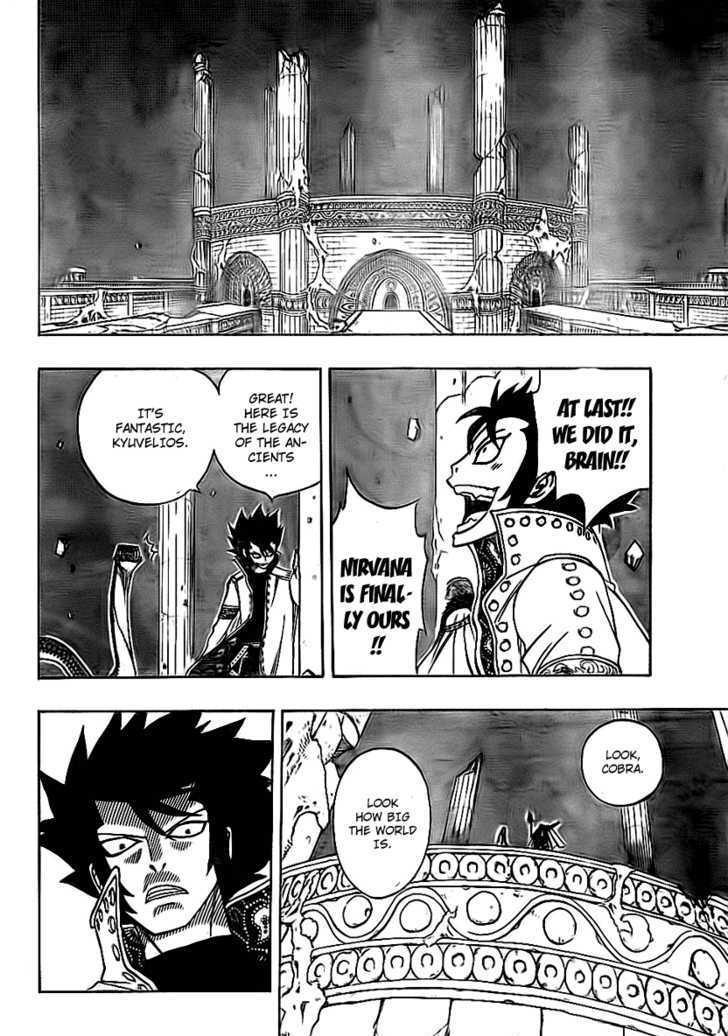 AT LAST!!
WE DID IT,
BRAIN!!
NIRVANA
IS FINAL-
LY OURS
!!
GREAT!
HERE IS
THE LEGACY
OF THE AN-
CIENTS
...
IT'S
FANTASTIC,
KYUVELIOS.
LOOK,
COBRA.
LOOK
HOW BIG
THE WORLD
IS.